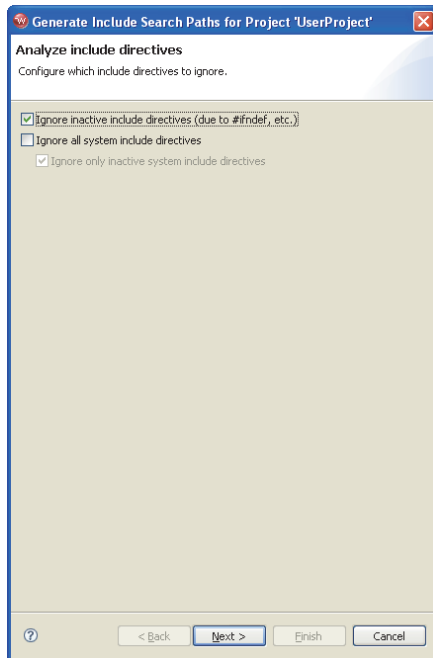 Generate Include Search Paths for Project 'UserProject'
Analyze include directives
Configure which include directives to ignore.
Ignore inactive include directives (due to #ifndef, etc.)
Ignore all system include directives
Ignore only inactive system include directives
? < Back Next > Finish Cancel